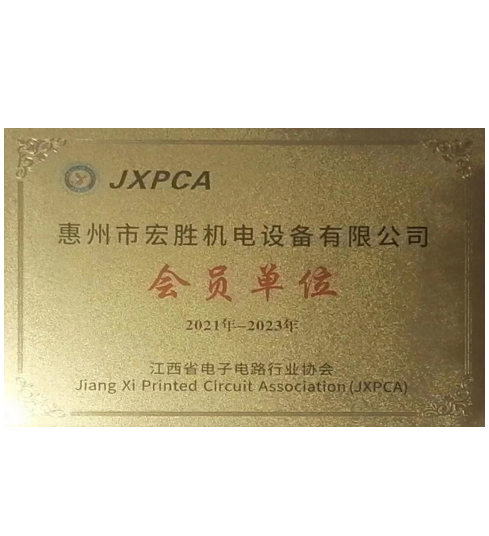 JXPCA
惠州市宏胜机电设备有限公司
会员单位
2021年-2023年
江西省电子电路行业协会
Jiang Xi Printed Circuit Association (JXPCA)